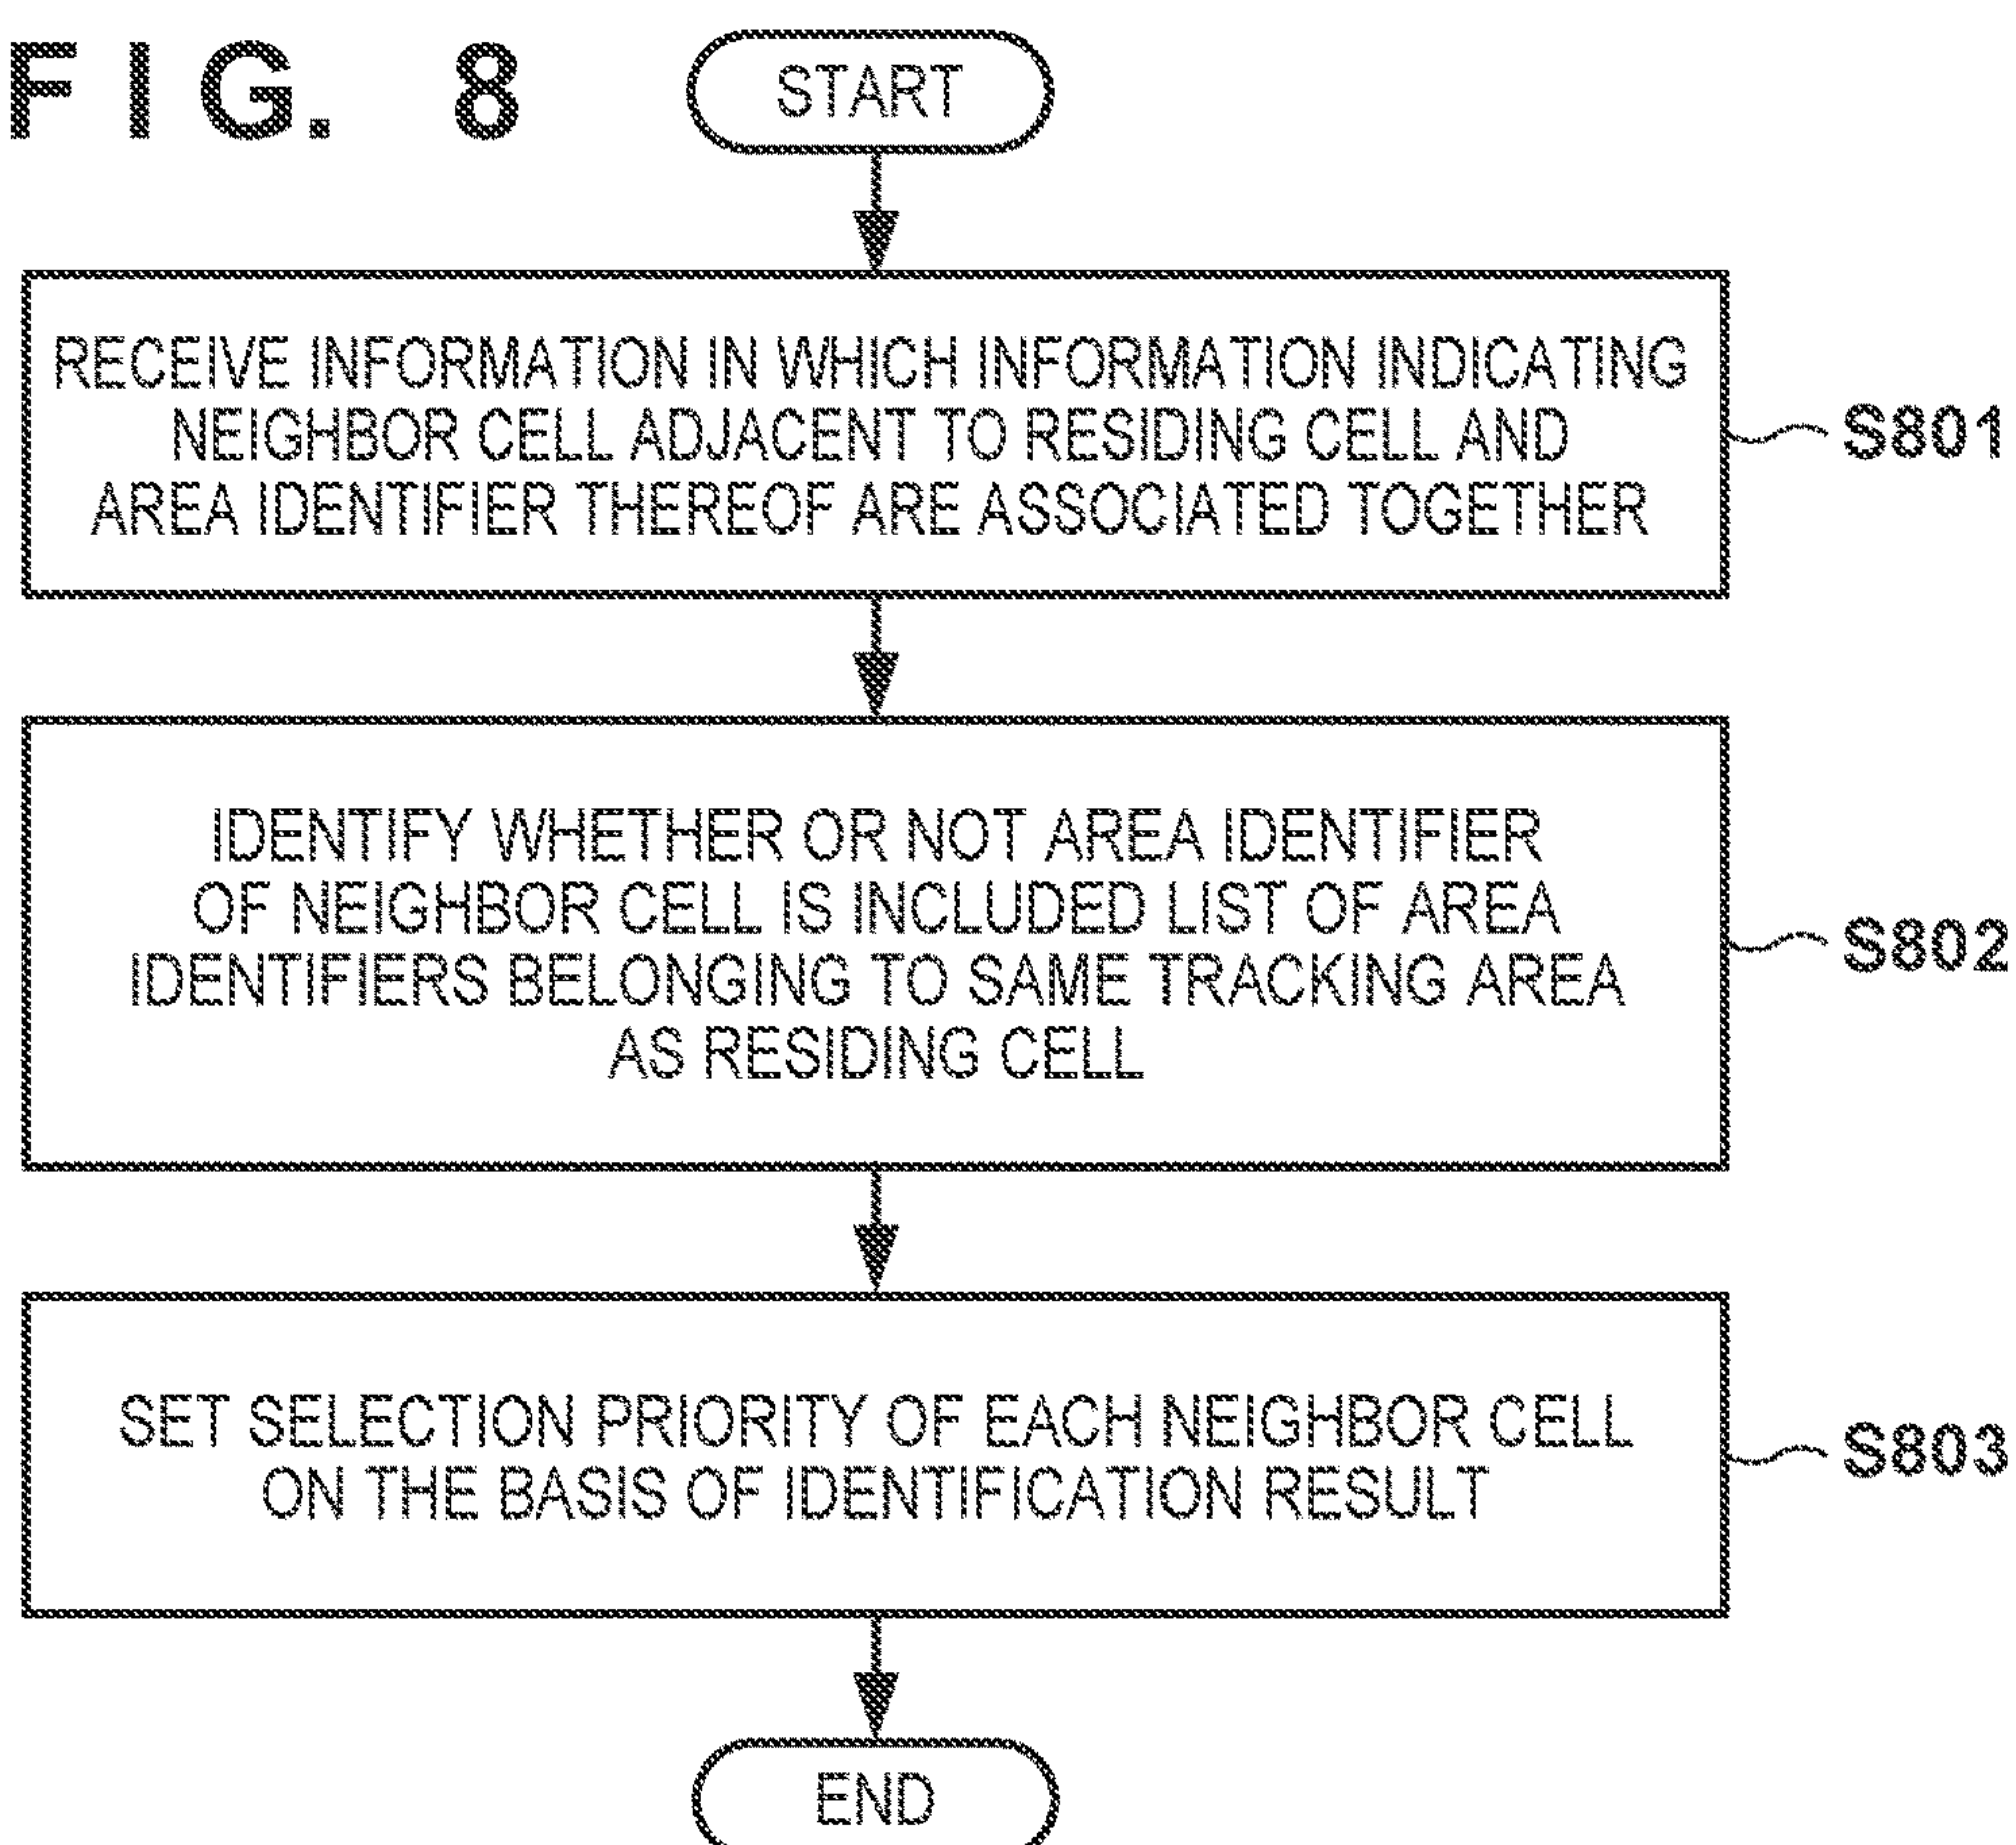 FIG. 8
START
RECEIVE INFORMATION IN WHICH INFORMATION INDICATING
NEIGHBOR CELL ADJACENT TO RESIDING CELL AND
AREA IDENTIFIER THEREOF ARE ASSOCIATED TOGETHER
S801
IDENTIFY WHETHER OR NOT AREA IDENTIFIER
OF NEIGHBOR CELL IS INCLUDED LIST OF AREA
IDENTIFIERS BELONGING TO SAME TRACKING AREA
AS RESIDING CELL
S802
SET SELECTION PRIORITY OF EACH NEIGHBOR CELL
ON THE BASIS OF IDENTIFICATION RESULT
S803
END